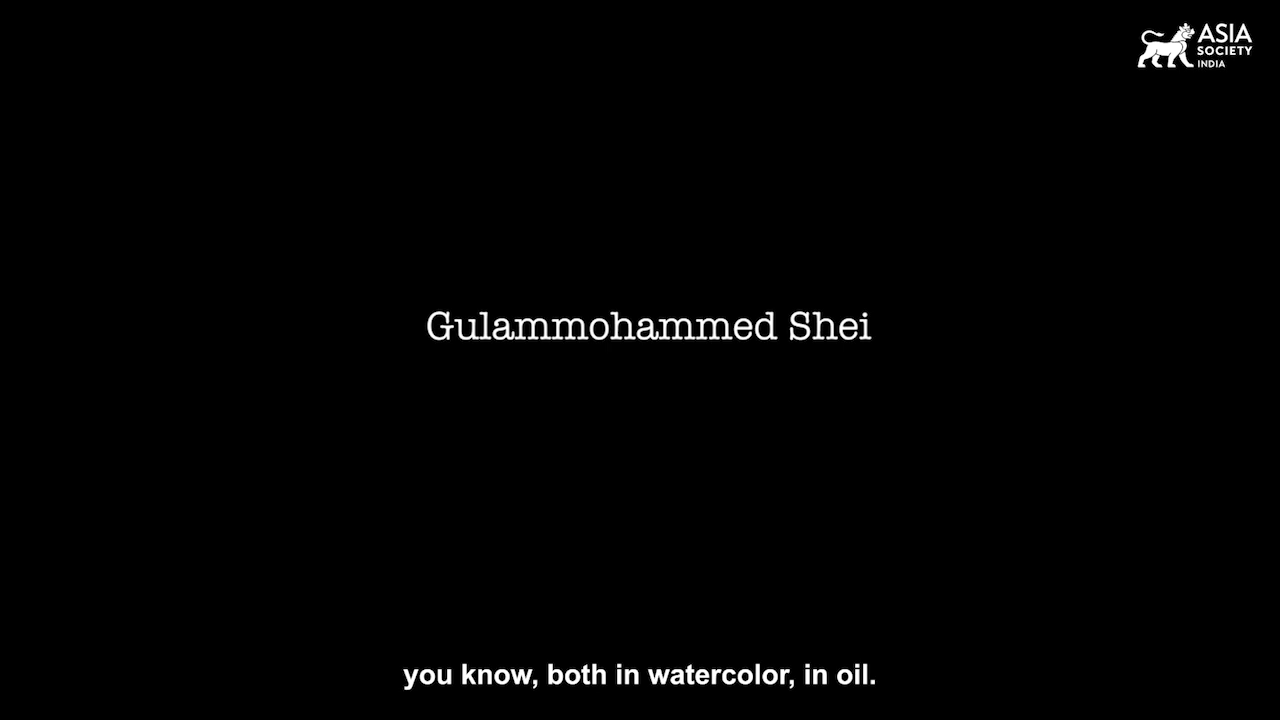 ASIA
SOCIETY
INDIA
Gulammohammed Shei
you know, both in watercolor, in oil.